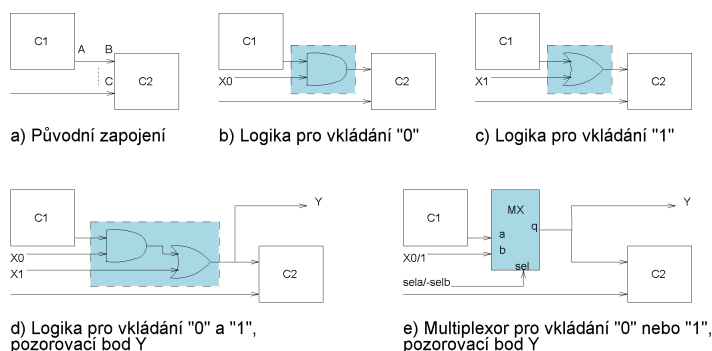 C1
A
B
C
C2
a) Původní zapojení
C1
X0
C2
b) Logika pro vkládání "0"
C1
X1
C2
c) Logika pro vkládání "1"
C1
X0
X1
Y
C2
d) Logika pro vkládání "0" a "1",
pozorovací bod Y
C1
X0/1
sela/-selb
MX
a
b
q
sel
Y
C2
e) Multiplexor pro vkládání "0" nebo "1",
pozorovací bod Y